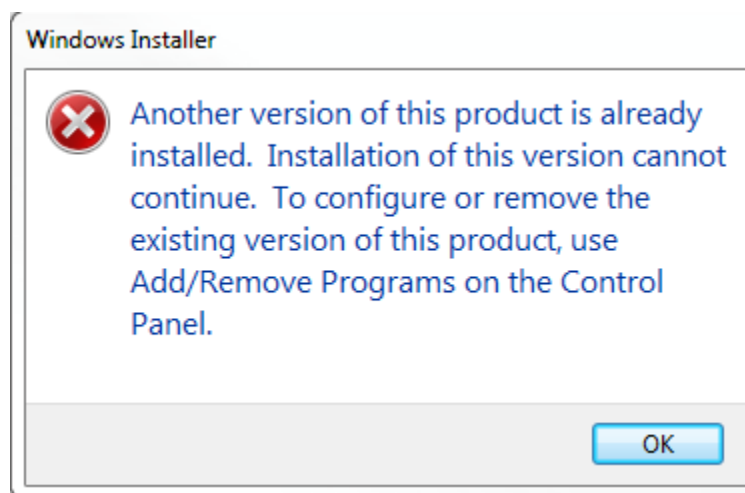 Windows Installer
Another version of this product is already
installed.  Installation of this version cannot
continue.  To configure or remove the
existing version of this product, use
Add/Remove Programs on the Control
Panel.
OK